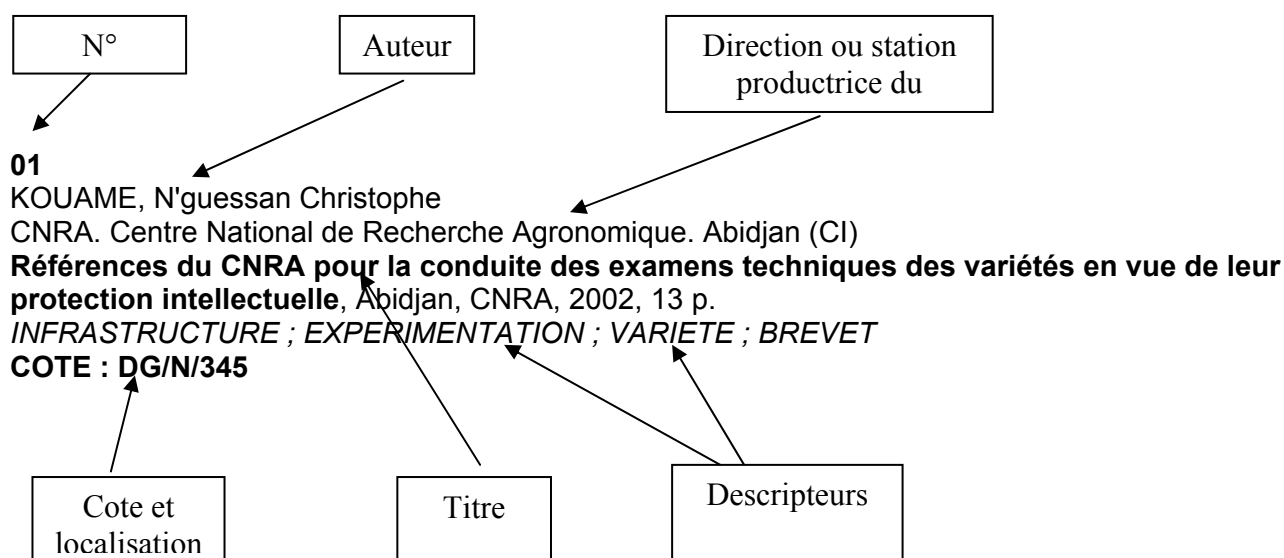 N°
Auteur
Direction ou station
productrice du
01
KOUAME, N'guessan Christophe
CNRA. Centre National de Recherche Agronomique. Abidjan (CI)
Références du CNRA pour la conduite des examens techniques des variétés en vue de leur
protection intellectuelle, Abidjan, CNRA, 2002, 13 p.
INFRASTRUCTURE ; EXPERIMENTATION ; VARIETE ; BREVET
COTE : DG/N/345
Cote et
localisation
Titre
Descripteurs